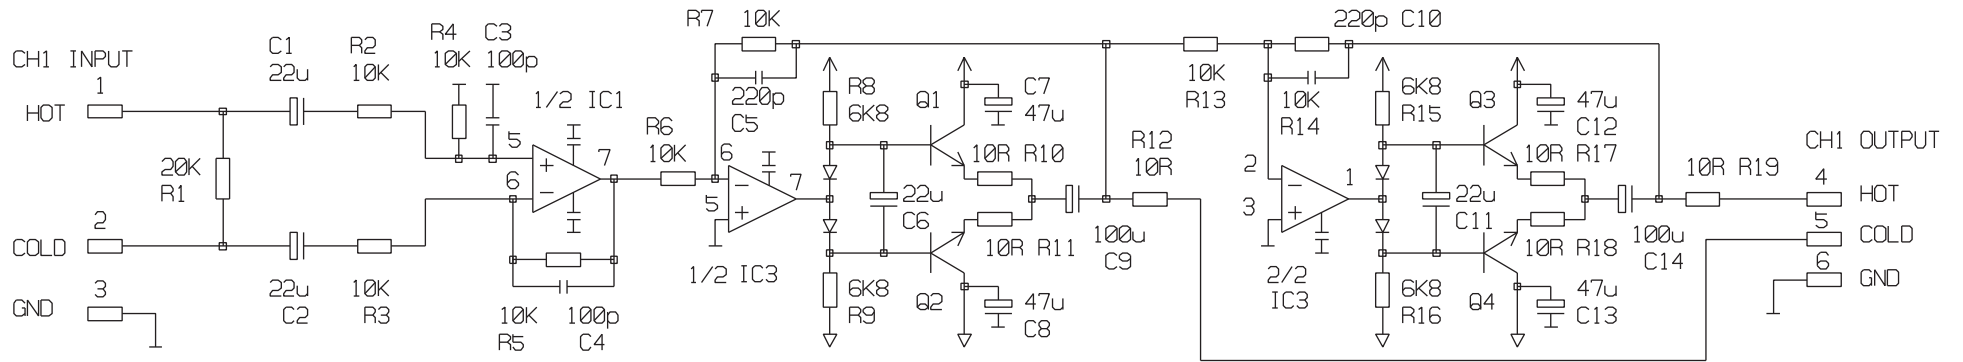 CH1 INPUT
1
HOT
2
COLD
3
GND
20K
R1
C1
22u
R2
10K
22u
C2
10K
R3
R4
10K
C3
100p
1/2 IC1
5
6
7
10K
R5
100p
C4
R6
10K
R7
10K
220p
C5
6
5
7
1/2 IC3
R8
6K8
6K8
R9
22u
C6
Q1
Q2
C7
47u
10R R10
10R R11
47u
C8
100u
C9
R12
10R
10K
R13
220p C10
10K
R14
2
3
1
2/2
IC3
6K8
R15
6K8
R16
22u
C11
Q3
Q4
47u
C12
10R R17
10R R18
47u
C13
100u
C14
10R R19
CH1 OUTPUT
4
HOT
5
COLD
6
GND